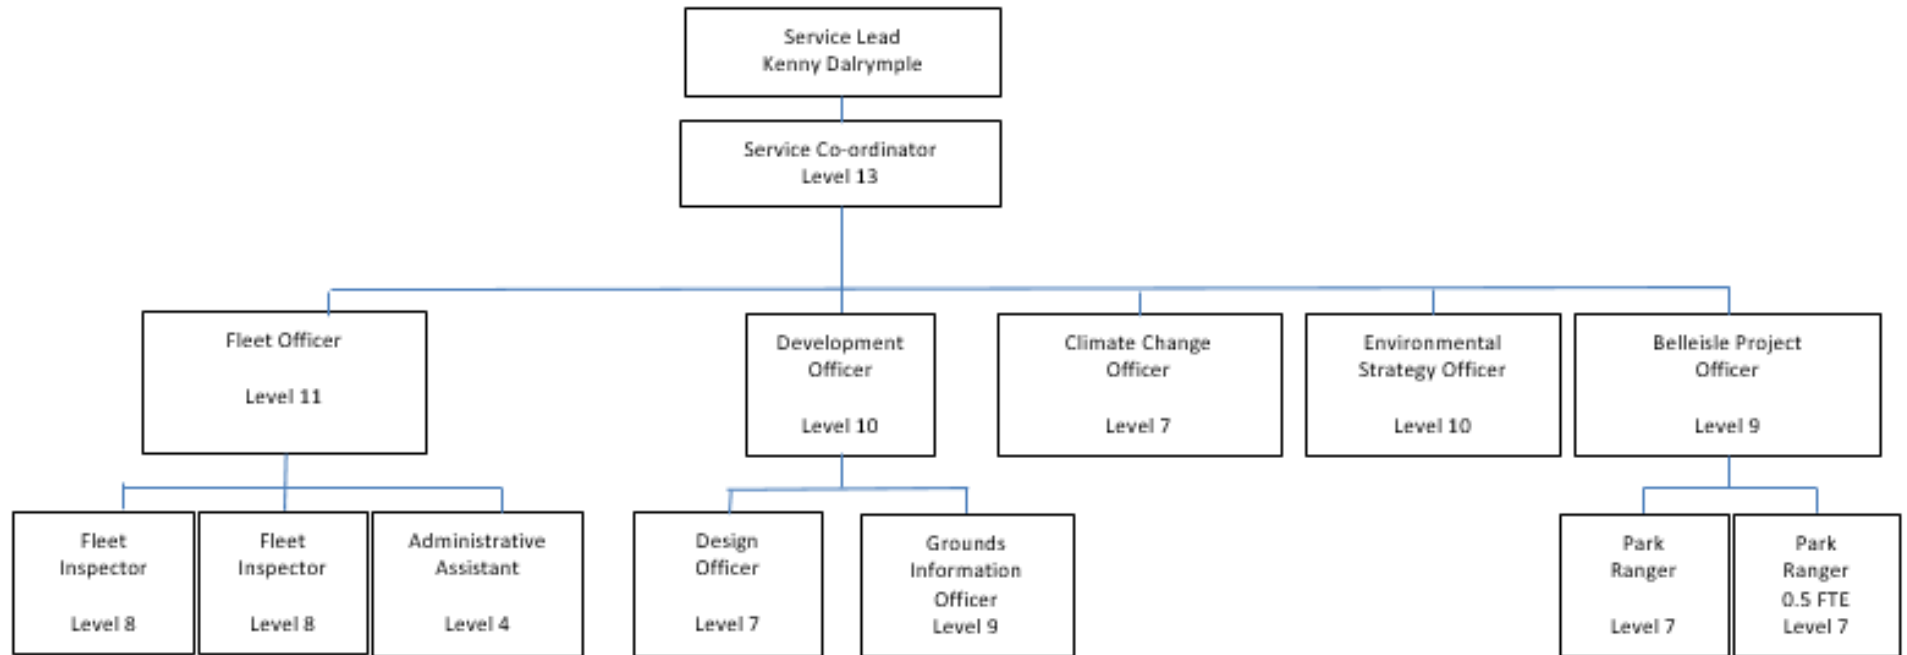 Service Lead
Kenny Dalrymple
Service Co-ordinator
Level 13
Fleet Officer
Level 11
Development
Officer
Level 10
Climate Change
Officer
Level 7
Environmental
Strategy Officer
Level 10
Belleisle Project
Officer
Level 9
Fleet
Inspector
Level 8
Fleet
Inspector
Level 8
Administrative
Assistant
Level 4
Design
Officer
Level 7
Grounds
Information
Officer
Level 9
Park
Ranger
Level 7
Park
Ranger
0.5 FTE
Level 7